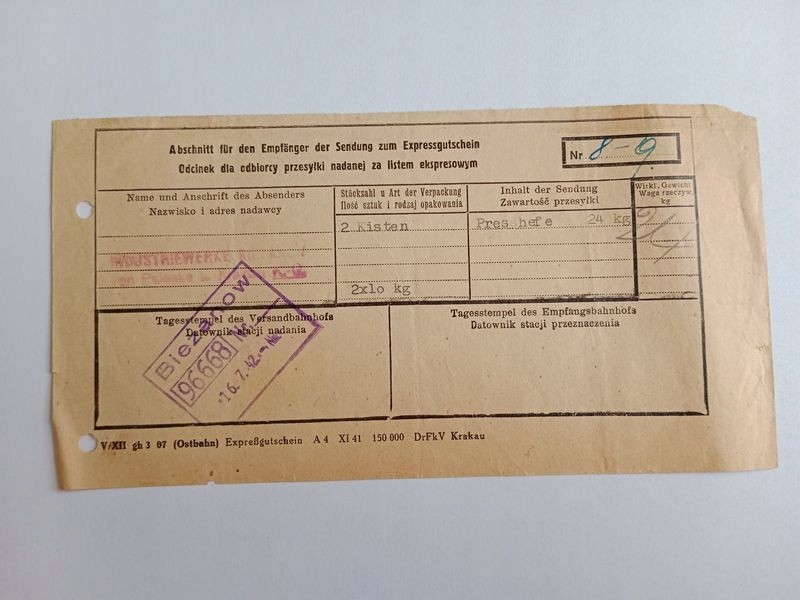 Abschnitt für den Empfänger der Sendung zum Expressgutschein
Odcinek dla odbiorcy przesyłki nadanej za listem ekspresowym
Nr 8-9
Name und Anschrift des Absenders
Nazwisko i adres nadawcy
Stückzahl u Art der Verpackung
Ilość sztuk i rodzaj opakowania
Inhalt der Sendung
Zawartość przesyłki
Wirkl. Gewicht
Waga rzeczyw.
kg
2 Kisten
Pres hefe 24 kg
24
INDUSTRIEWERKE
2x10 kg
Tagesstempel des Versandbahnhofs
Datownik stacji nadania
Tagesstempel des Empfangsbahnhofs
Datownik stacji przeznaczenia
Bieżanow
96668
16.7.42
V/XII gh 3 07 (Ostbahn) Expreßgutschein A 4 XI 41 150 000 DrFkV Krakau